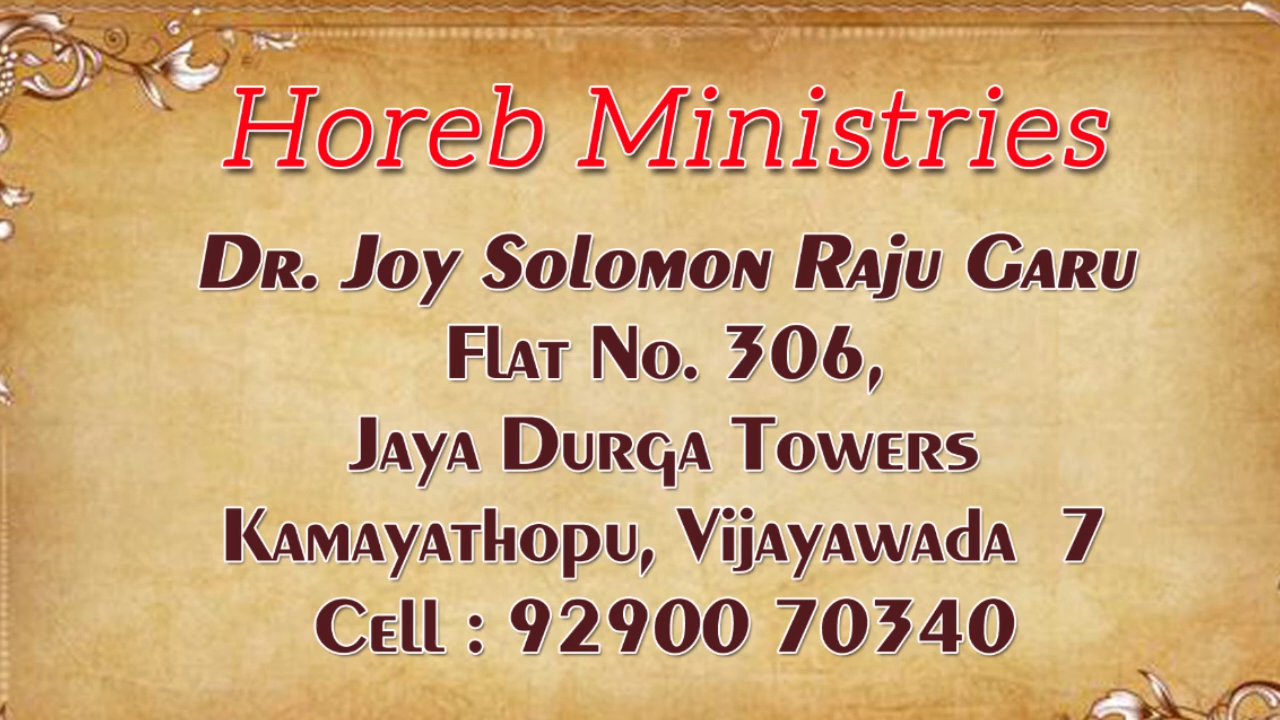 Horeb Ministries
Dr. Joy Solomon Raju Garu
Flat No. 306,
Jaya Durga Towers
Kamayathopu, Vijayawada 7
Cell : 92900 70340